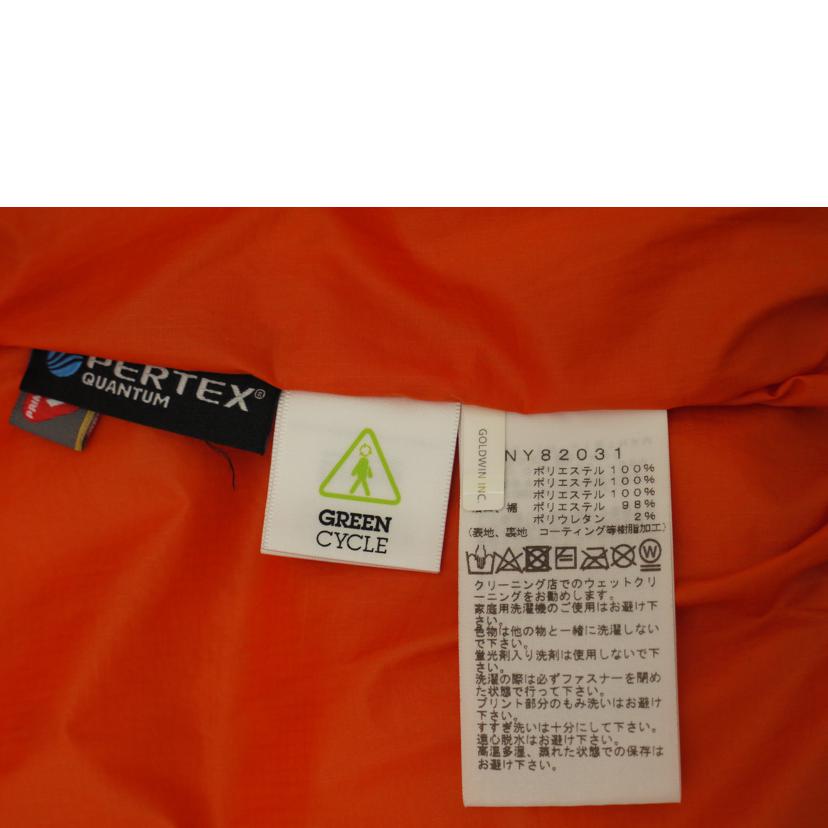 PERTEX®
QUANTUM
PRIM
GREEN
CYCLE
GOLDWIN INC.
NY82031
ポリエステル 100%
ポリエステル 100%
ポリエステル 100%
裾 ポリエステル 98%
ポリウレタン 2%
(表地、裏地 コーティング等樹脂加工)
W
クリーニング店でのウェットクリ
ーニングをお勧めします。
家庭用洗濯機のご使用はお避け下
さい。
色物は他の物と一緒に洗濯しない
で下さい。
蛍光剤入り洗剤は使用しないで下
さい。
洗濯の際は必ずファスナーを閉め
た状態で行って下さい。
プリント部分のもみ洗いはお避け
下さい。
すすぎ洗いは十分にして下さい。
遠心脱水はお避け下さい。
高温多湿、蒸れた状態での保存は
お避け下さい。